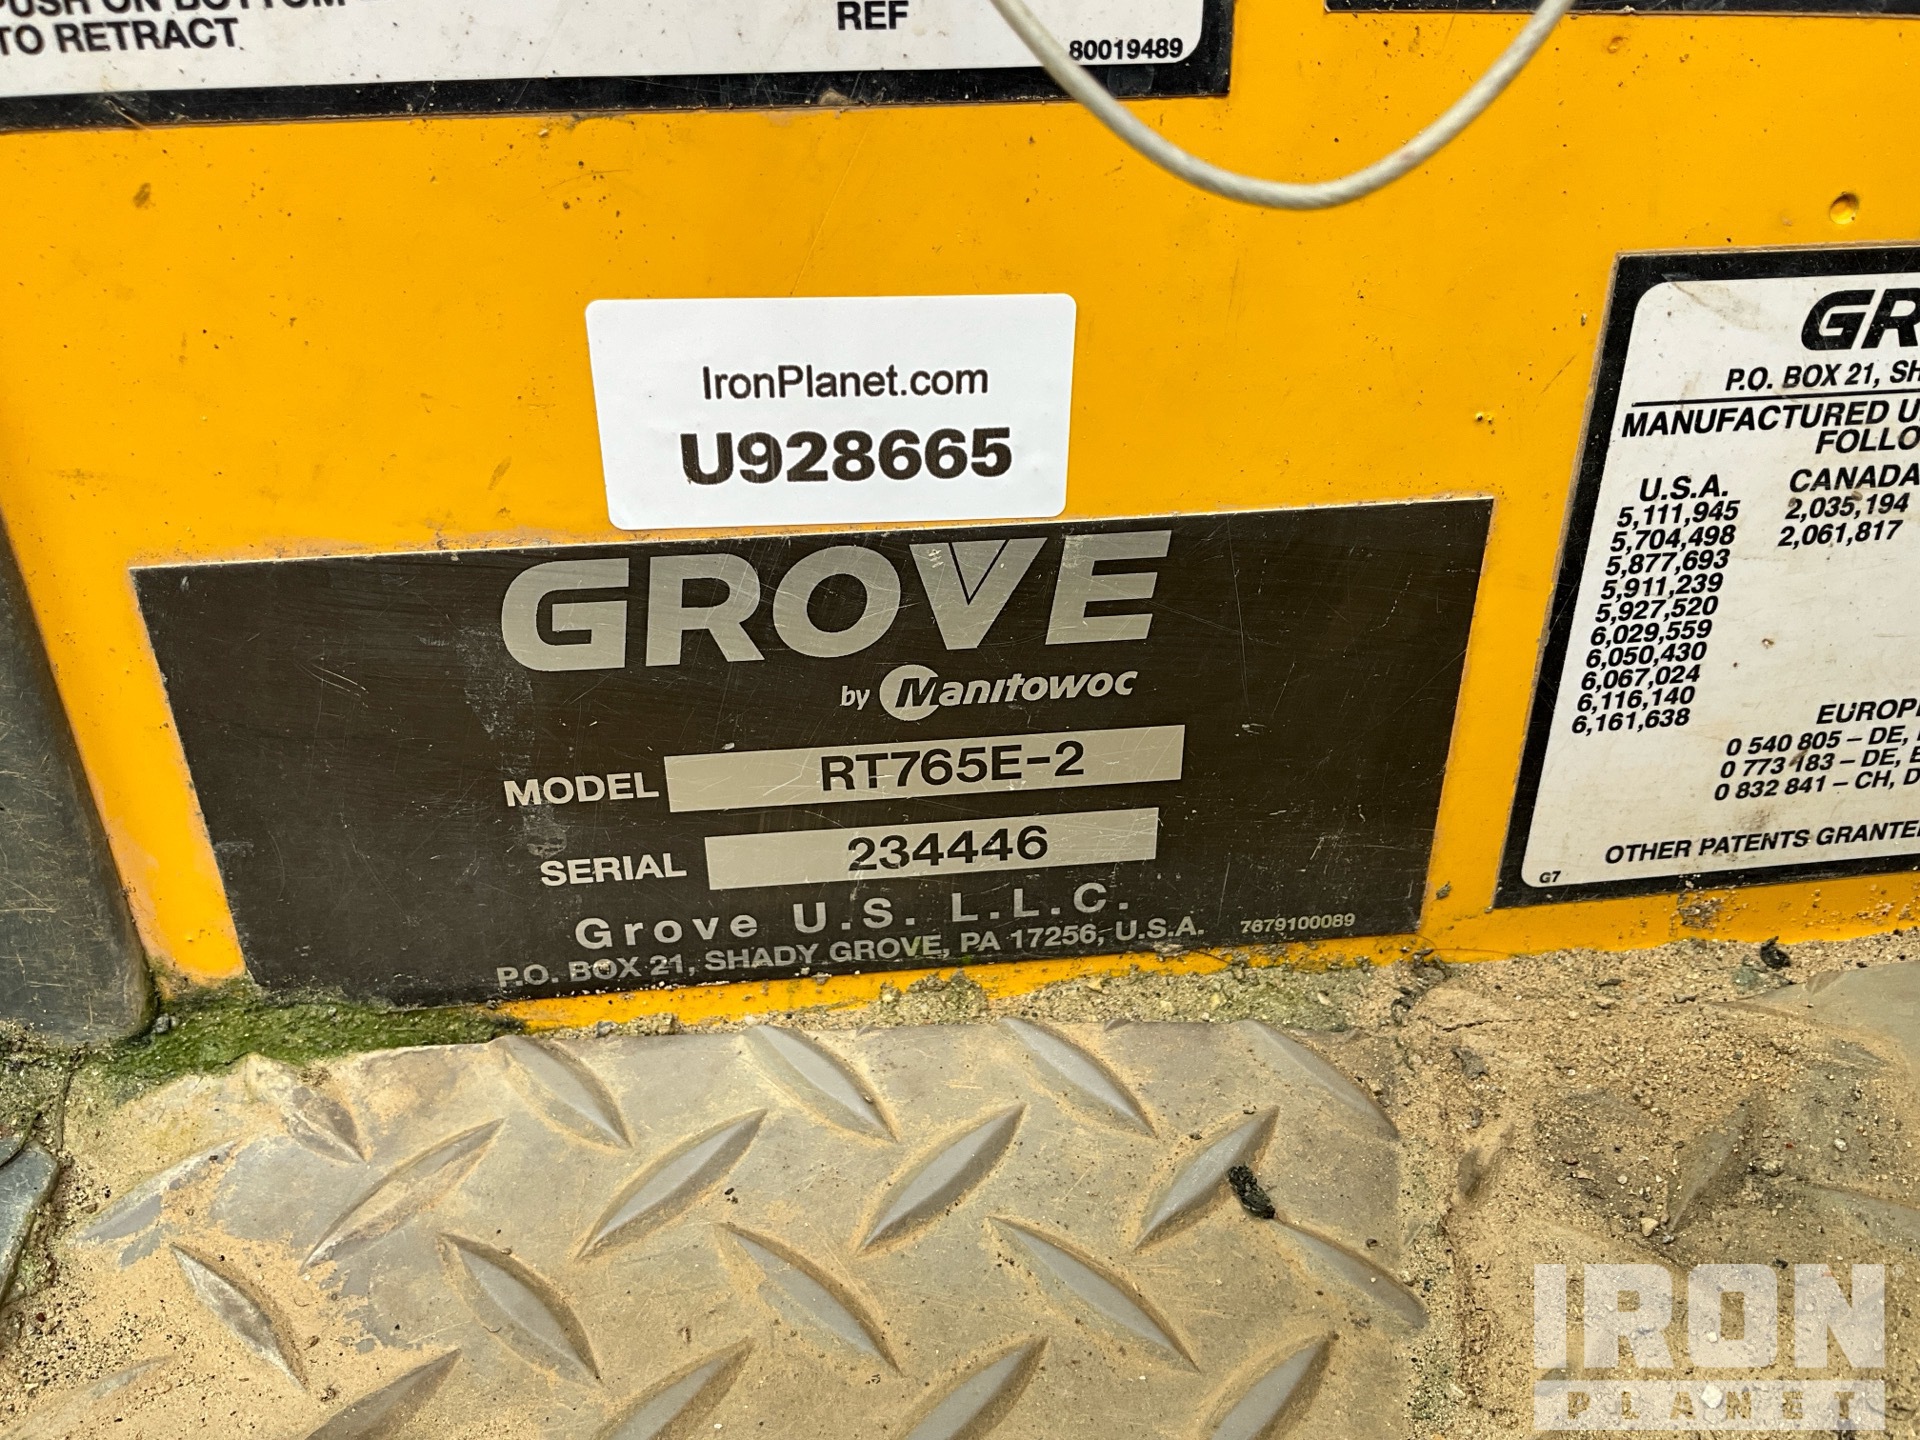 TO RETRACT
REF
80019489
IronPlanet.com
U928665
GROVE
by Manitowoc
MODEL RT765E-2
SERIAL 234446
Grove U.S. L.L.C.
P.O. BOX 21, SHADY GROVE, PA 17256, U.S.A. 7679100089
GR
P.O. BOX 21, SH
MANUFACTURED U
FOLLO
U.S.A. CANADA
5,111,945 2,035,194
5,704,498 2,061,817
5,877,693
5,911,239
5,927,520
6,029,559
6,050,430
6,067,024
6,116,140
6,161,638
EUROP
0 540 805 – DE,
0 773 183 – DE, E
0 832 841 – CH, D
OTHER PATENTS GRANTE
G7
IRON
PLANET